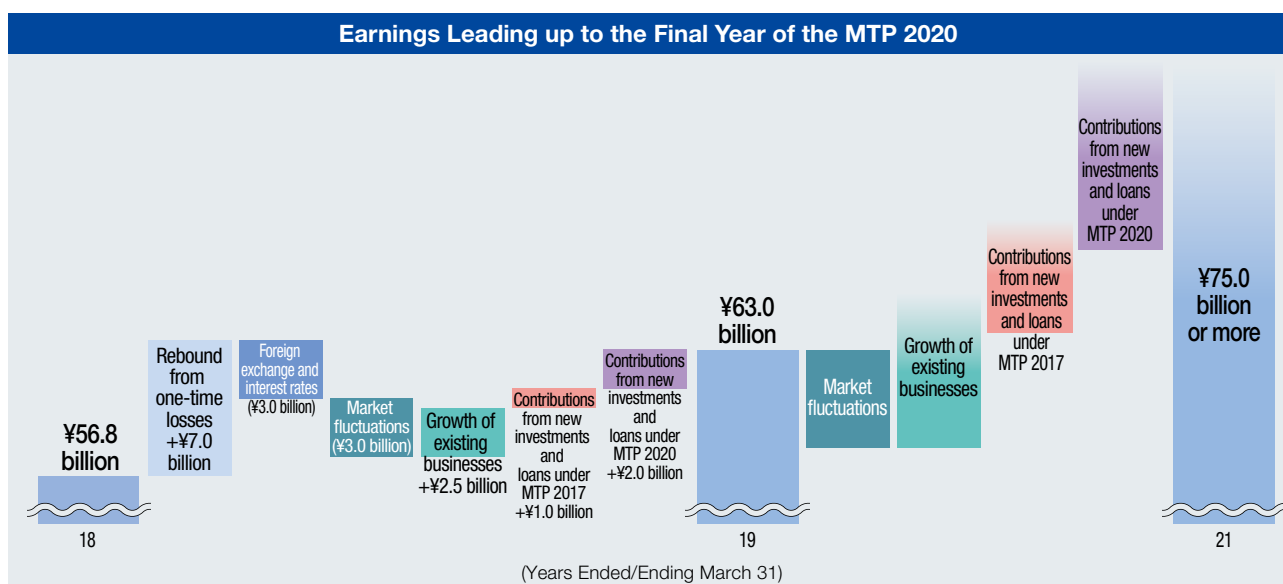 Earnings Leading up to the Final Year of the MTP 2020
¥56.8
billion
Rebound
from
one-time
losses
+¥7.0
billion
Foreign
exchange and
interest rates
(¥3.0 billion)
Market
fluctuations
(¥3.0 billion)
Growth of
existing
businesses
+¥2.5 billion
Contributions
from new
investments
and
loans under
MTP 2017
+¥1.0 billion
Contributions
from new
investments
and
loans under
MTP 2020
+¥2.0 billion
¥63.0
billion
Market
fluctuations
Growth of
existing
businesses
Contributions
from new
investments
and loans
under
MTP 2017
Contributions
from new
investments
and loans
under
MTP 2020
¥75.0
billion
or more
18
19
21
(Years Ended/Ending March 31)